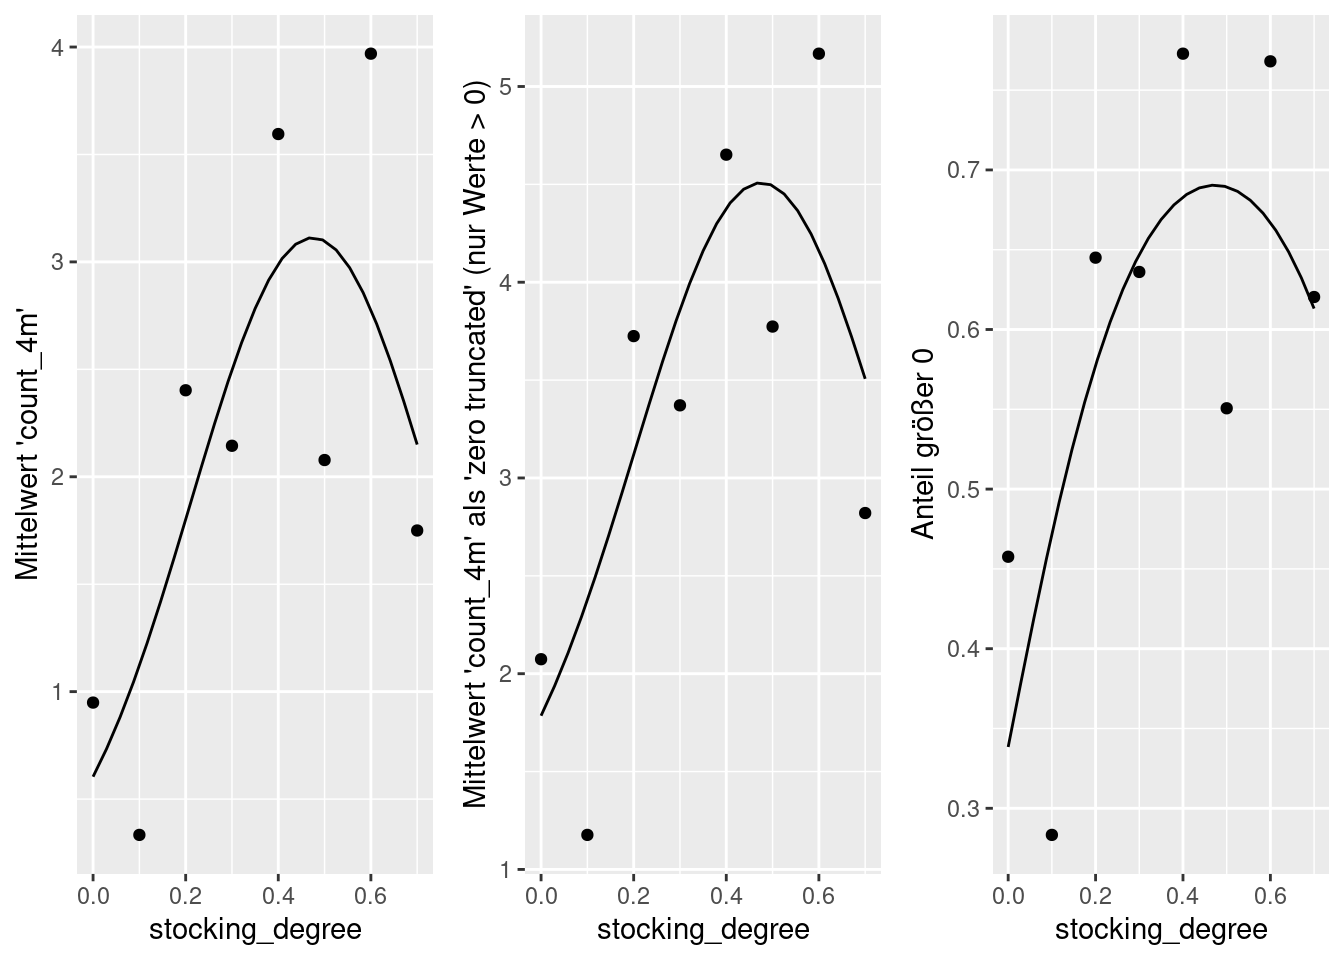 Mittelwert 'count_4m'
4
3
2
1
0.0 0.2 0.4 0.6
stocking_degree
Mittelwert 'count_4m' als 'zero truncated' (nur Werte > 0)
5
4
3
2
1
0.0 0.2 0.4 0.6
stocking_degree
Anteil größer 0
0.7
0.6
0.5
0.4
0.3
0.0 0.2 0.4 0.6
stocking_degree